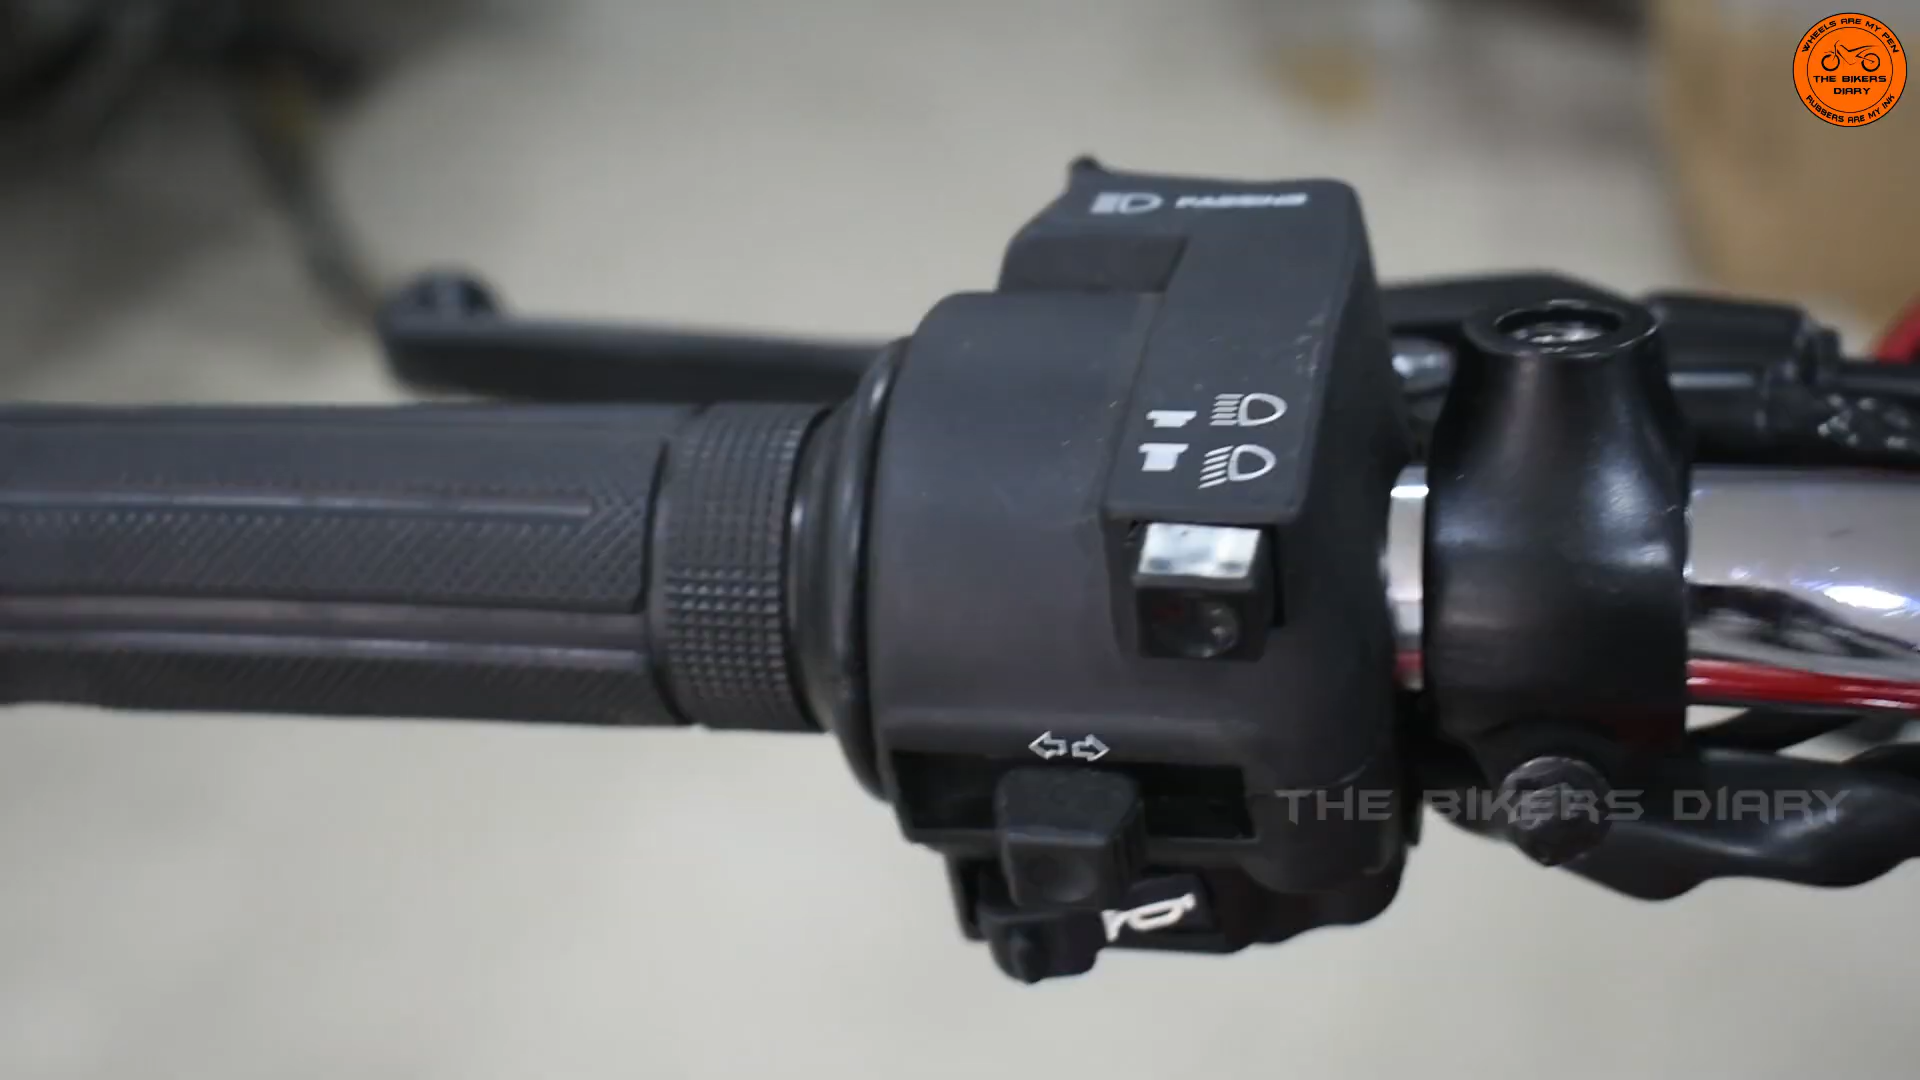 WHEELS ARE MY PEN
THE BIKERS
DIARY
RUBBERS ARE MY INK
PASSING
THE BIKERS DIARY